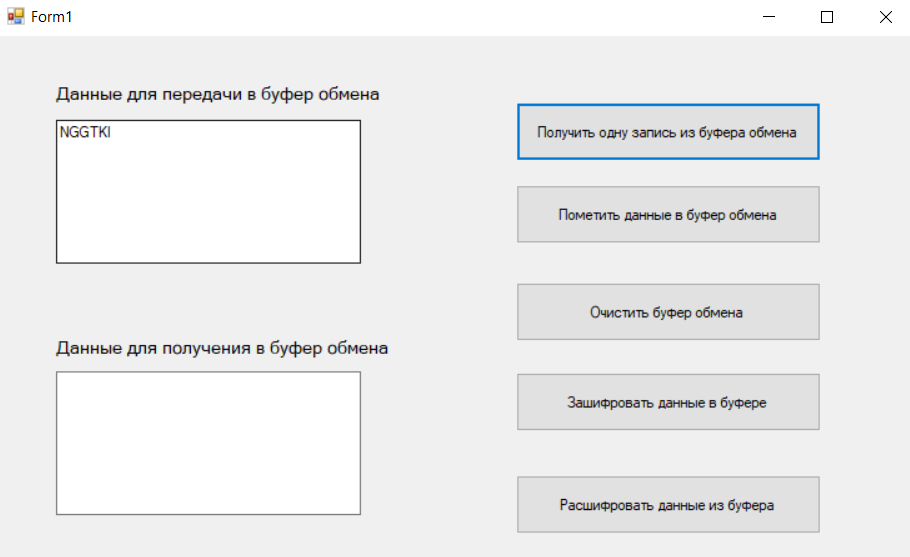 Form1
Данные для передачи в буфер обмена
NGGTKI
Получить одну запись из буфера обмена
Пометить данные в буфер обмена
Очистить буфер обмена
Данные для получения в буфер обмена
Зашифровать данные в буфере
Расшифровать данные из буфера